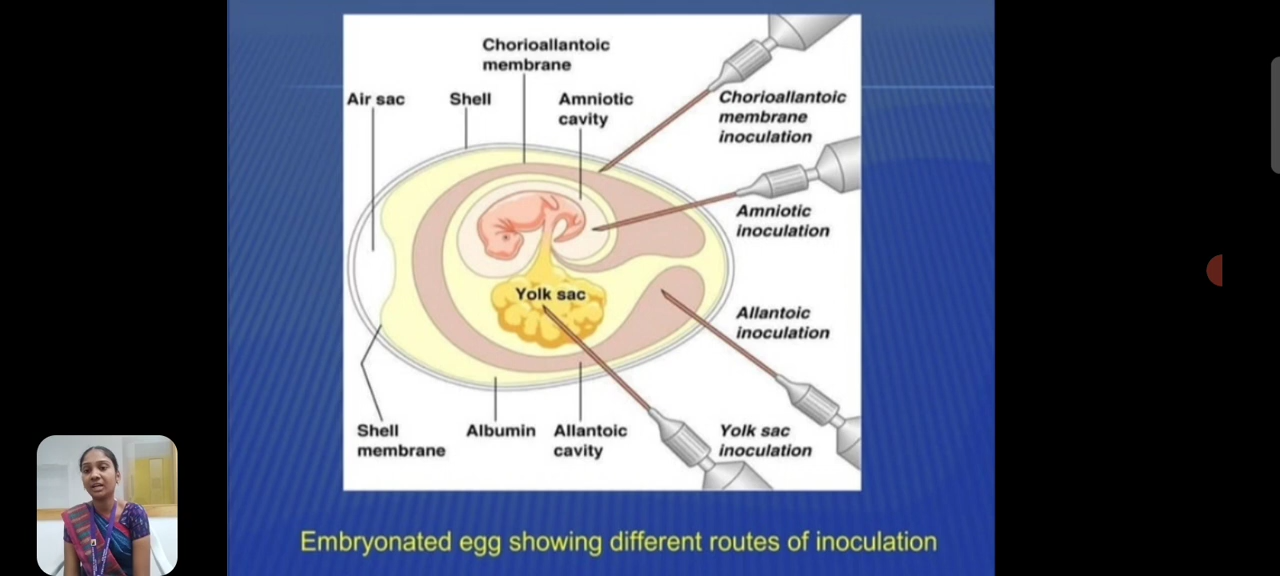 Chorioallantoic
membrane
Air sac
Shell
Amniotic
cavity
Chorioallantoic
membrane
inoculation
Amniotic
inoculation
Yolk sac
Allantoic
inoculation
Shell
membrane
Albumin
Allantoic
cavity
Yolk sac
inoculation
Embryonated egg showing different routes of inoculation